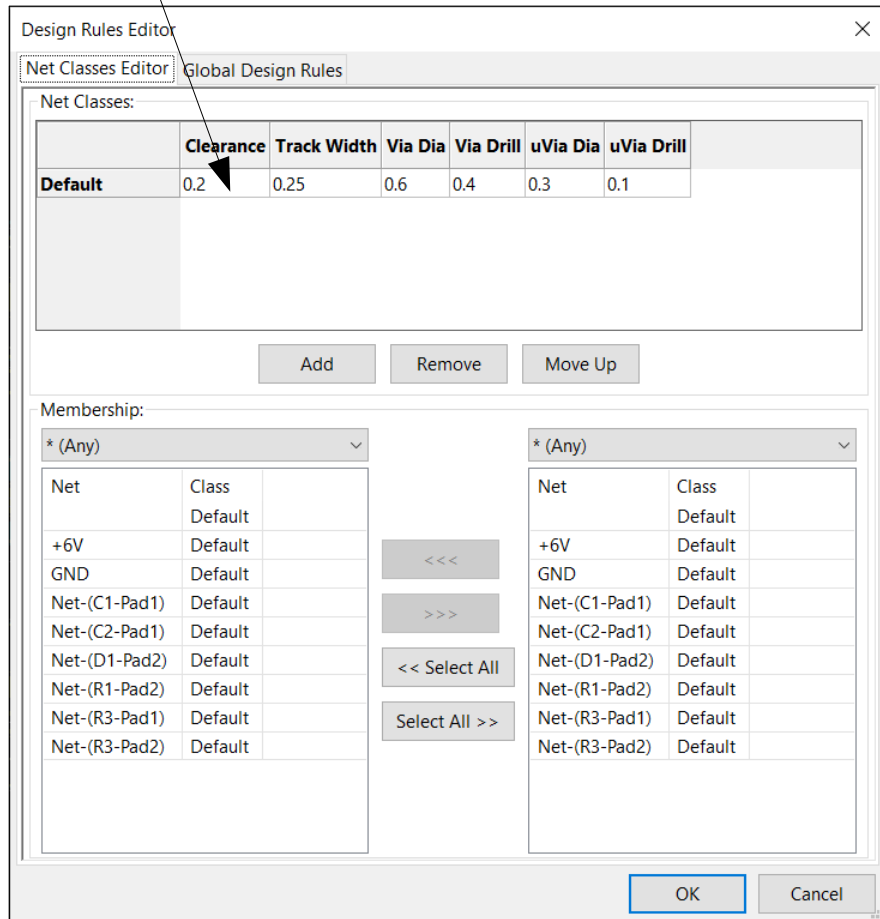 Design Rules Editor
Net Classes Editor Global Design Rules
Net Classes:
Clearance Track Width Via Dia Via Drill uVia Dia uVia Drill
Default 0.2 0.25 0.6 0.4 0.3 0.1
Add Remove Move Up
Membership:
* (Any) * (Any)
Net Class Net Class
Default Default
+6V Default +6V Default
<<<
GND Default GND Default
Net-(C1-Pad1) Default Net-(C1-Pad1) Default
>>>
Net-(C2-Pad1) Default Net-(C2-Pad1) Default
Net-(D1-Pad2) Default << Select All Net-(D1-Pad2) Default
Net-(R1-Pad2) Default Net-(R1-Pad2) Default
Net-(R3-Pad1) Default Select All >> Net-(R3-Pad1) Default
Net-(R3-Pad2) Default Net-(R3-Pad2) Default
OK Cancel